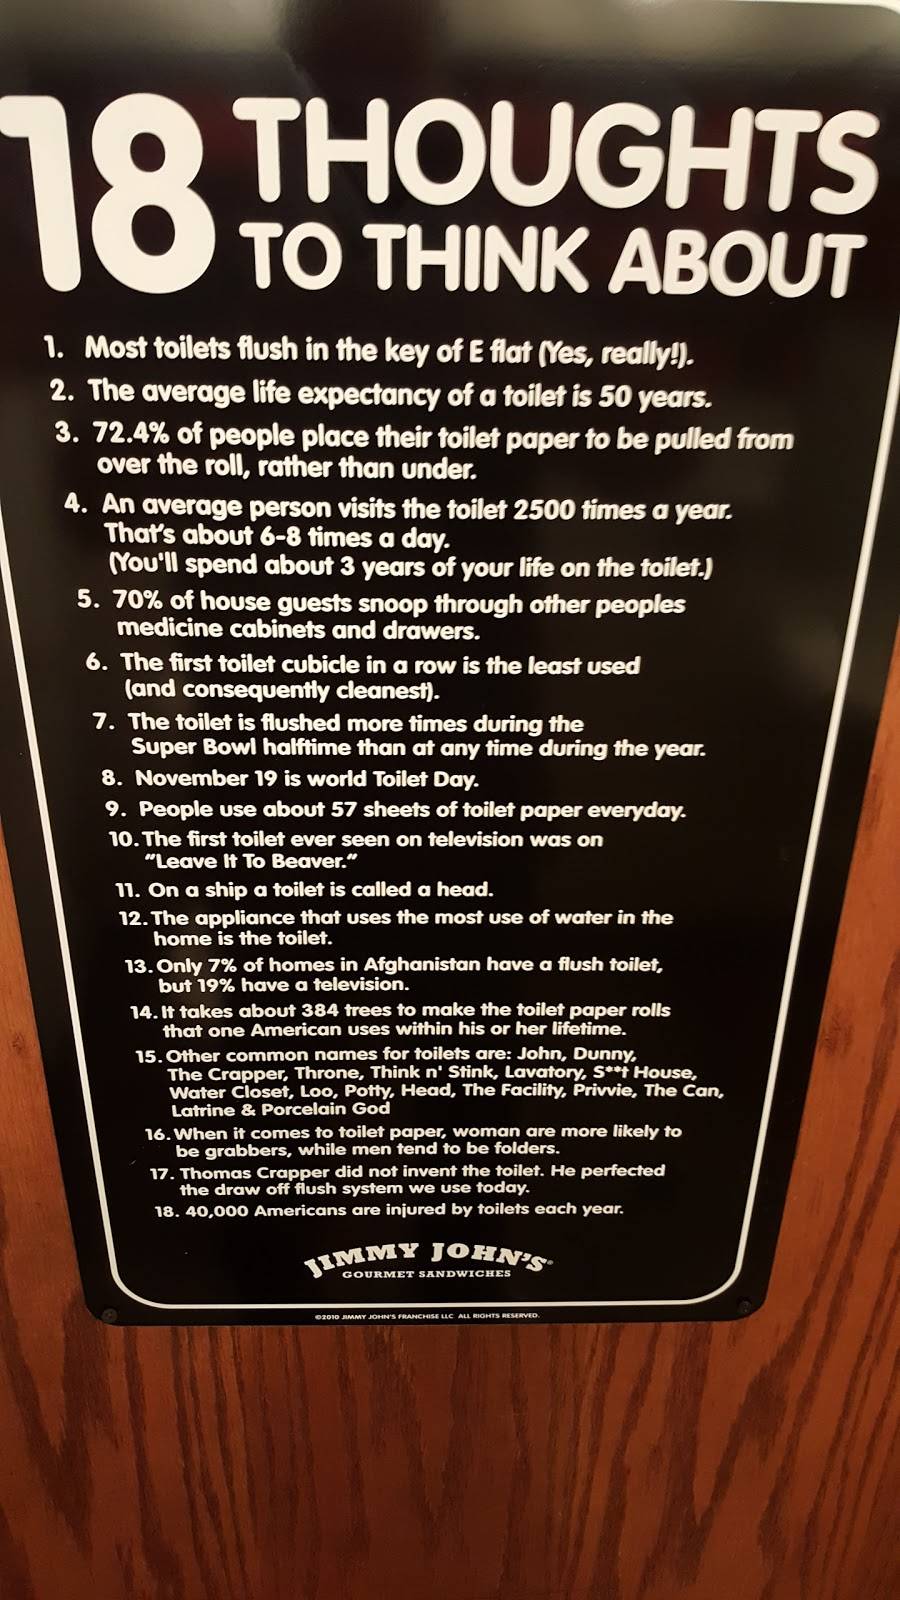 18 THOUGHTS
TO THINK ABOUT
1. Most toilets flush in the key of E flat (Yes, really!).
2. The average life expectancy of a toilet is 50 years.
3. 72.4% of people place their toilet paper to be pulled from
over the roll, rather than under.
4. An average person visits the toilet 2500 times a year.
That's about 6-8 times a day.
(You'll spend about 3 years of your life on the toilet.)
5. 70% of house guests snoop through other peoples
medicine cabinets and drawers.
6. The first toilet cubicle in a row is the least used
(and consequently cleanest).
7. The toilet is flushed more times during the
Super Bowl halftime than at any time during the year.
8. November 19 is world Toilet Day.
9. People use about 57 sheets of toilet paper everyday.
10. The first toilet ever seen on television was on
"Leave It To Beaver."
11. On a ship a toilet is called a head.
12. The appliance that uses the most use of water in the
home is the toilet.
13. Only 7% of homes in Afghanistan have a flush toilet,
but 19% have a television.
14. It takes about 384 trees to make the toilet paper rolls
that one American uses within his or her lifetime.
15. Other common names for toilets are: John, Dunny,
The Crapper, Throne, Think n' Stink, Lavatory, S**t House,
Water Closet, Loo, Potty, Head, The Facility, Privvie, The Can,
Latrine & Porcelain God
16. When it comes to toilet paper, woman are more likely to
be grabbers, while men tend to be folders.
17. Thomas Crapper did not invent the toilet. He perfected
the draw off flush system we use today.
18. 40,000 Americans are injured by toilets each year.
JIMMY JOHN'S®
GOURMET SANDWICHES
©2010 JIMMY JOHN'S FRANCHISE LLC ALL RIGHTS RESERVED.